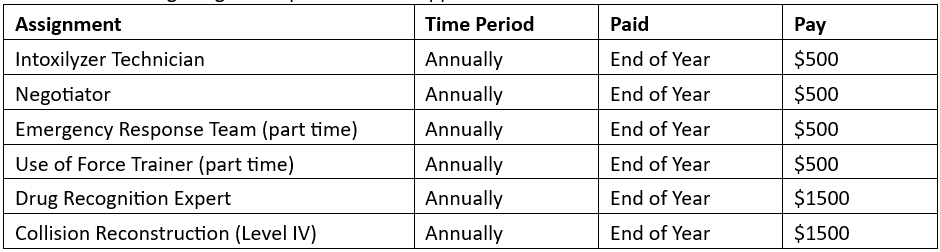 Assignment Time Period Paid Pay
Intoxilyzer Technician Annually End of Year $500
Negotiator Annually End of Year $500
Emergency Response Team (part time) Annually End of Year $500
Use of Force Trainer (part time) Annually End of Year $500
Drug Recognition Expert Annually End of Year $1500
Collision Reconstruction (Level IV) Annually End of Year $1500